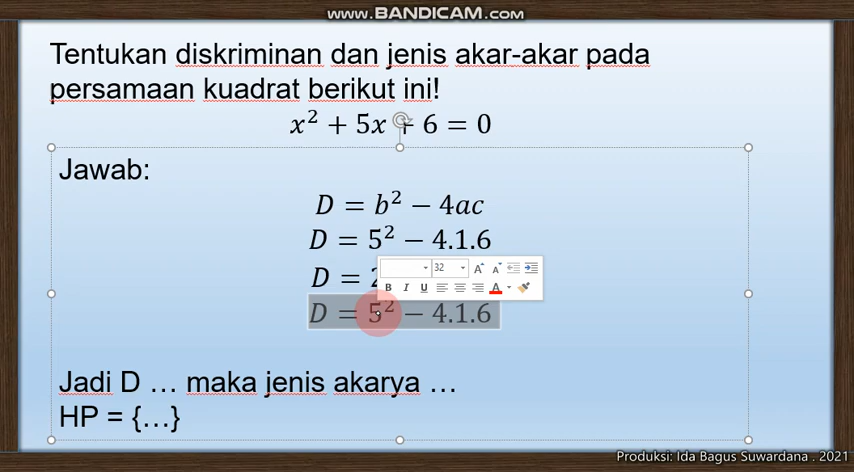 www.BANDICAM.com
Tentukan diskriminan dan jenis akar-akar pada
persamaan kuadrat berikut ini!
x² + 5x + 6 = 0
Jawab:
D = b² − 4ac
D = 5² − 4.1.6
32
D = 2
B I U A
D = 5² − 4.1.6
Jadi D … maka jenis akarya …
HP = {…}
Produksi: Ida Bagus Suwardana . 2021